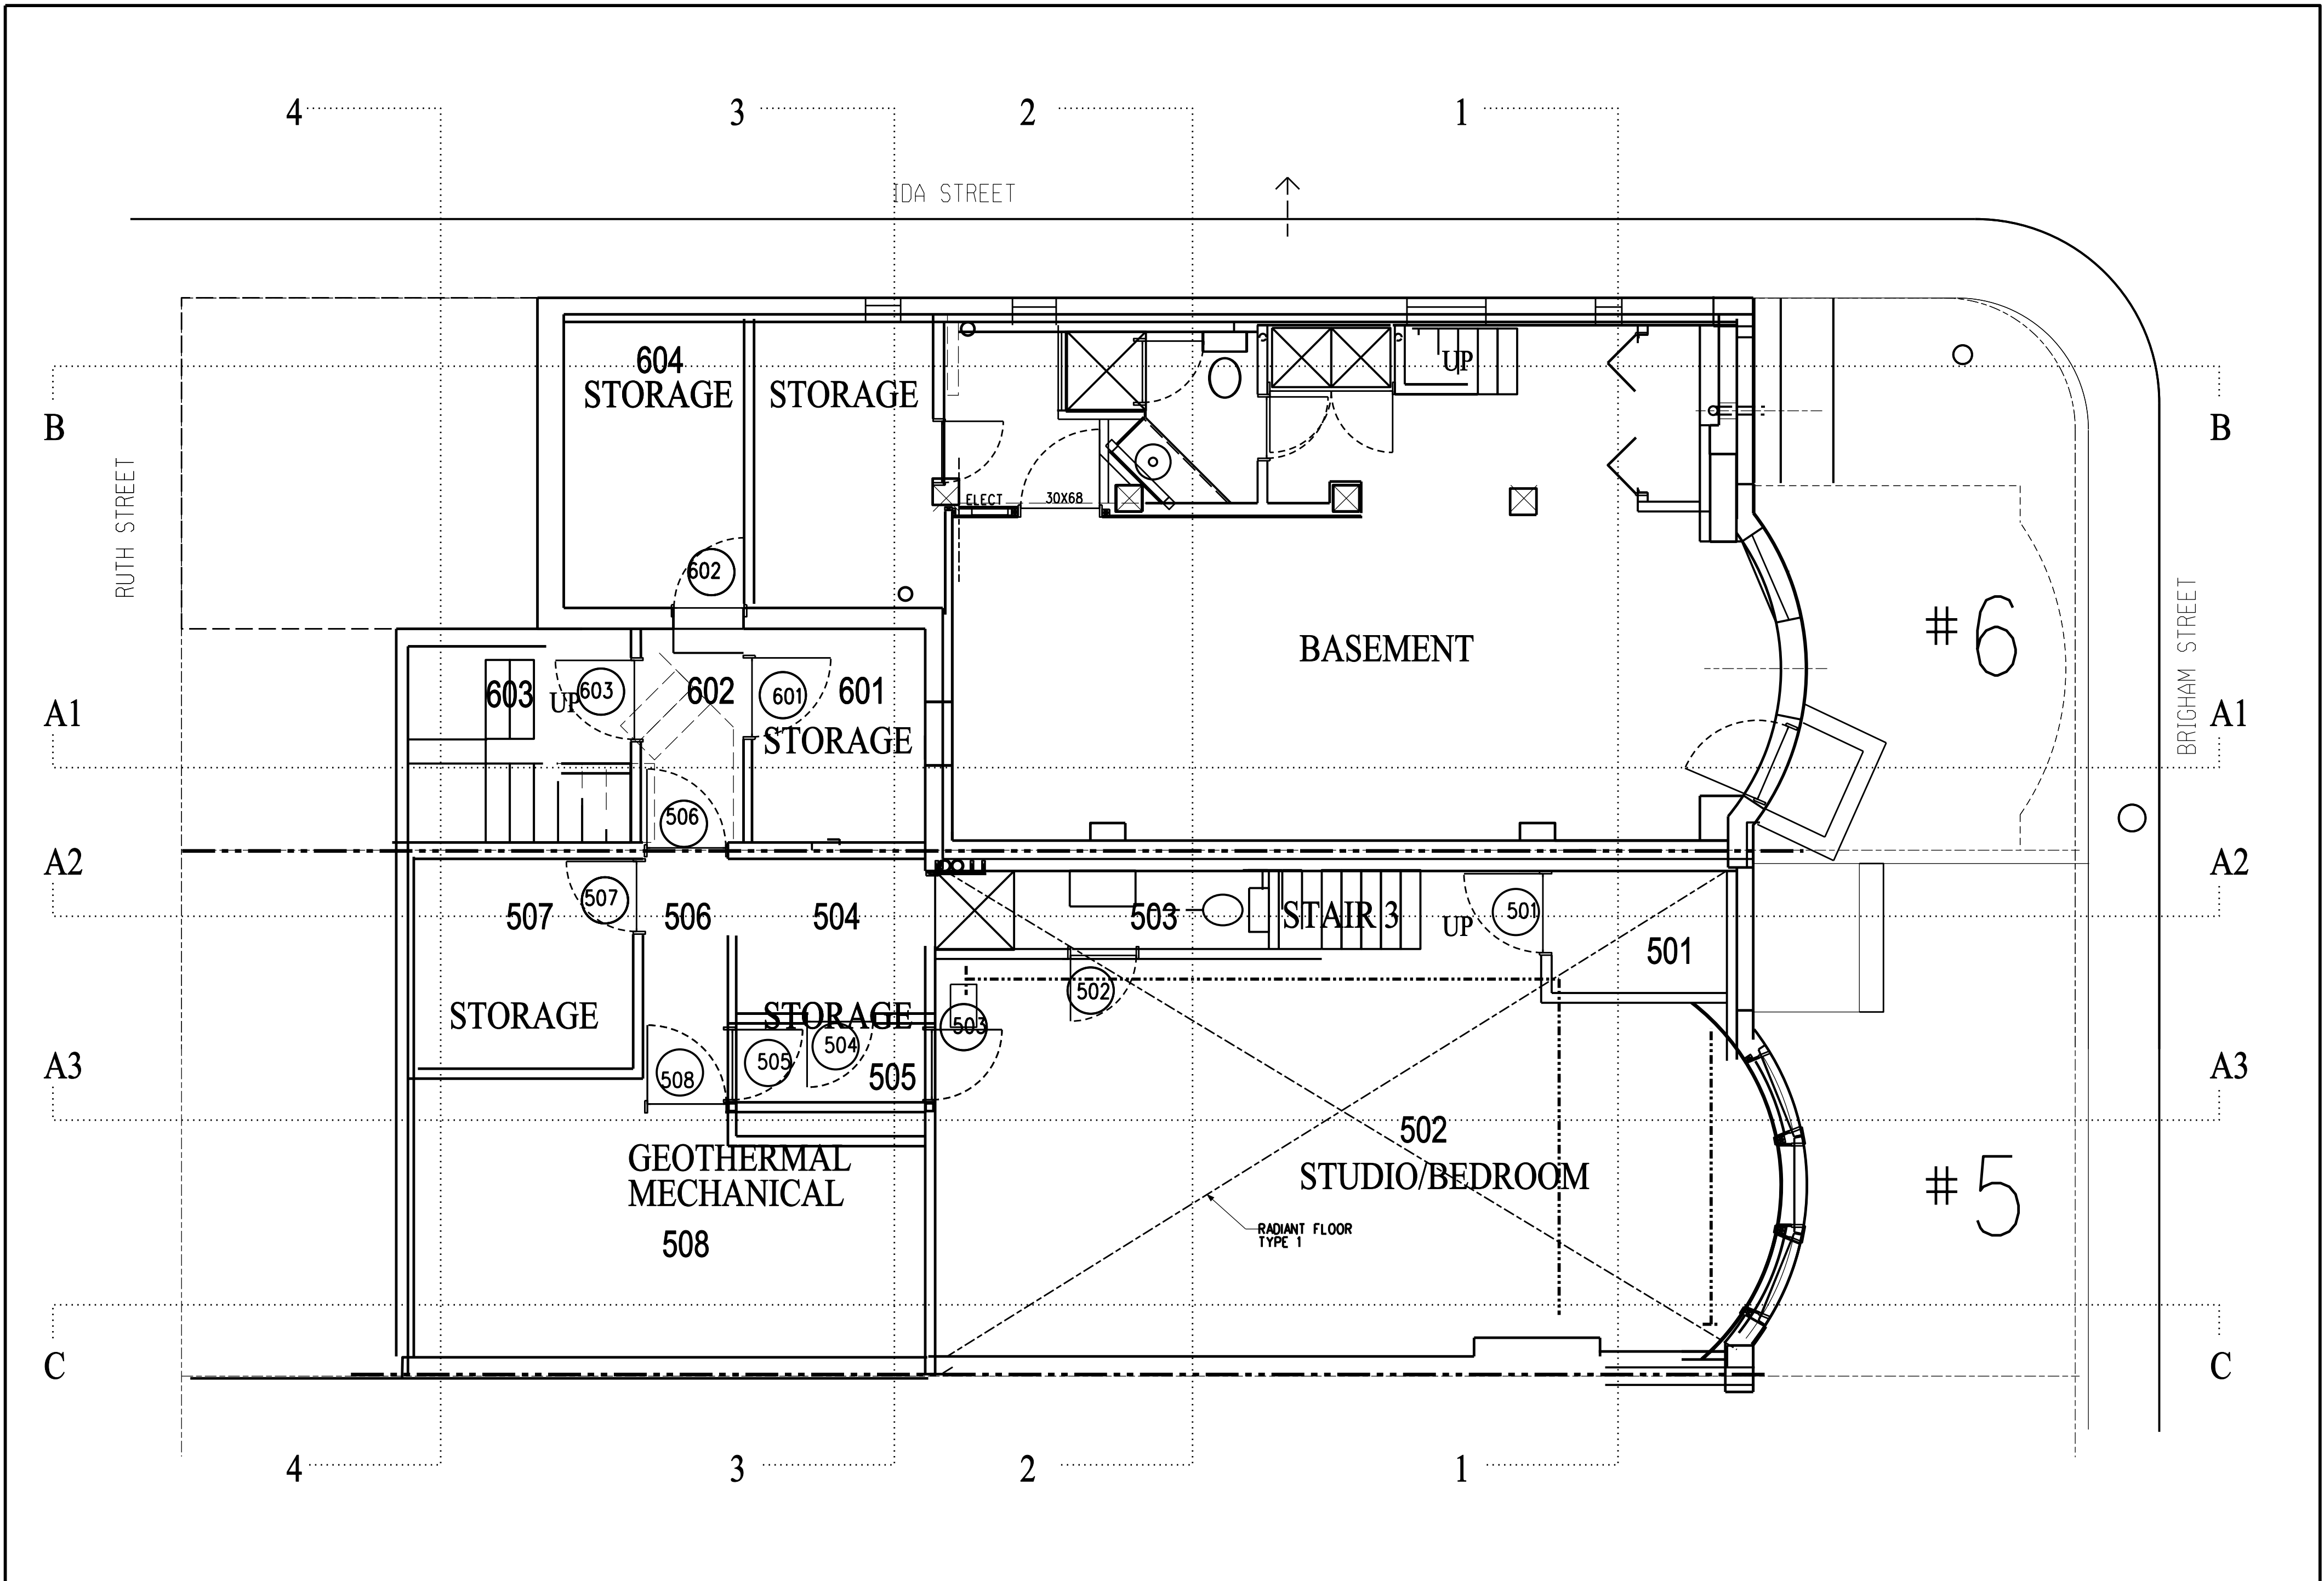 4
3
2
1
IDA STREET
604
STORAGE
STORAGE
UP
B
B
RUTH STREET
ELECT
30X68
602
BASEMENT
# 6
BRIGHAM STREET
603
UP
603
602
601
601
STORAGE
A1
A1
506
A2
A2
507
507
506
504
503
STAIR 3
UP
501
501
STORAGE
STORAGE
502
503
505
504
508
505
A3
A3
502
STUDIO/BEDROOM
GEOTHERMAL
MECHANICAL
508
RADIANT FLOOR
TYPE 1
# 5
C
C
4
3
2
1